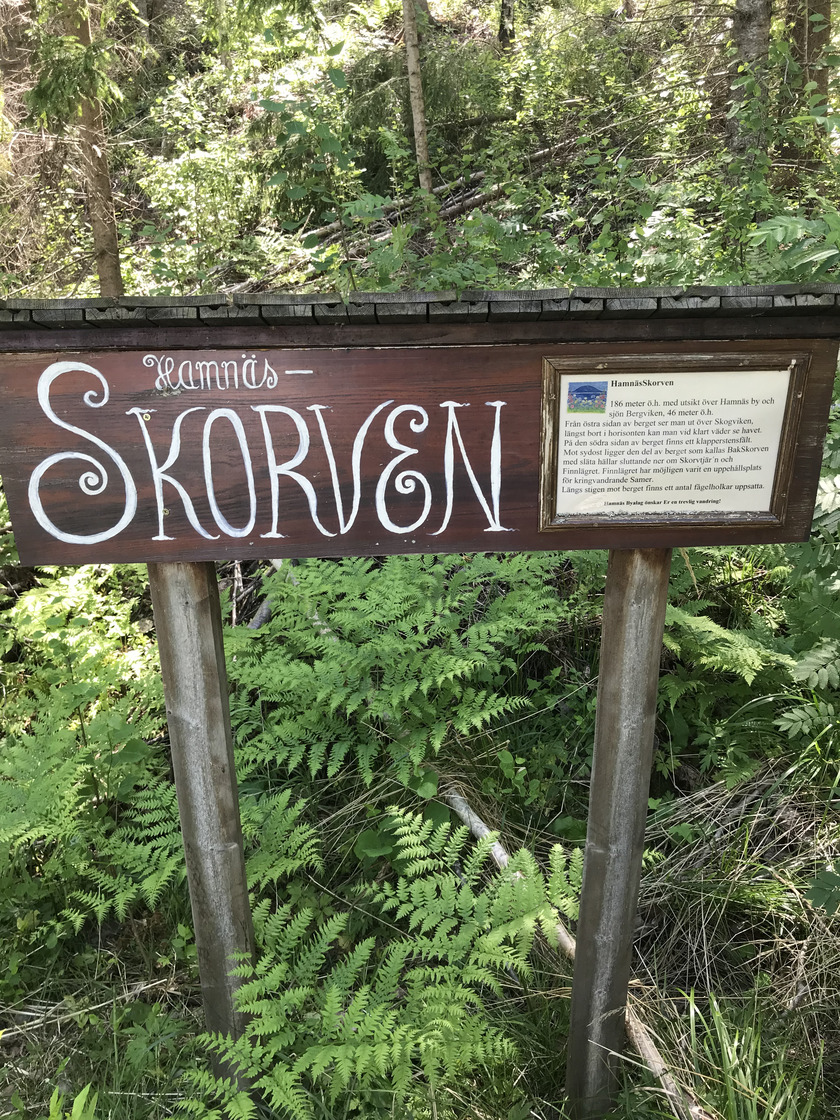 Hamnäs-
SKORVEN
HamnäsSkorven
186 meter ö.h. med utsikt över Hamnäs by och
sjön Bergviken, 46 meter ö.h.
Från östra sidan av berget ser man ut över Skogviken,
längst bort i horisonten kan man vid klart väder se havet.
På den södra sidan av berget finns ett klapperstensfält.
Mot sydost ligger den del av berget som kallas BakSkorven
med släta hällar sluttande ner om Skorvtjär n och
Finnlägret. Finnlägret har möjligen varit en uppehållsplats
för kringvandrande Samer.
Längs stigen mot berget finns ett antal fågelholkar uppsatta.
Hamnäs Byalag önskar Er en trevlig vandring!